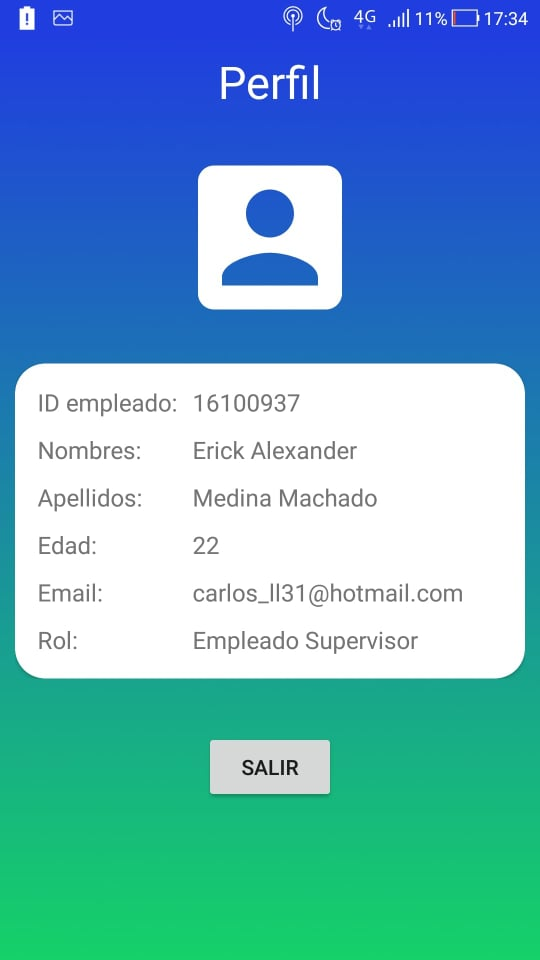 4G 11% 17:34
Perfil
ID empleado: 16100937
Nombres: Erick Alexander
Apellidos: Medina Machado
Edad: 22
Email: carlos_ll31@hotmail.com
Rol: Empleado Supervisor
SALIR